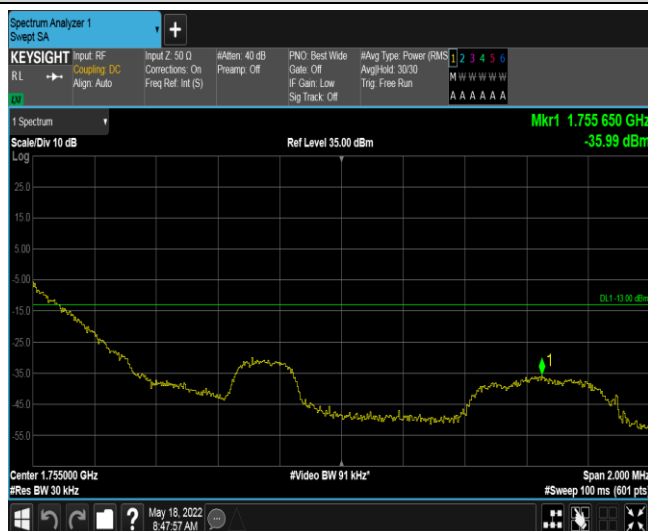 Spectrum Analyzer 1
Swept SA
+
KEYSIGHT
RL
Input: RF
Coupling: DC
Align: Auto
Input Z: 50 Ω
Corrections: On
Freq Ref: Int (S)
#Atten: 40 dB
Preamp: Off
PNO: Best Wide
Gate: Off
IF Gain: Low
Sig Track: Off
#Avg Type: Power (RMS
Avg|Hold: 30/30
Trig: Free Run
1 2 3 4 5 6
M W W W W W
A A A A A A
1 Spectrum
Mkr1 1.755 650 GHz
-35.99 dBm
Scale/Div 10 dB
Ref Level 35.00 dBm
Log
25.0
15.0
5.00
-5.00
DL1 -13.00 dBm
-15.0
-25.0
1
-35.0
-45.0
-55.0
Center 1.755000 GHz
#Video BW 91 kHz*
Span 2.000 MHz
#Res BW 30 kHz
#Sweep 100 ms (601 pts)
?
May 18, 2022
8:47:57 AM